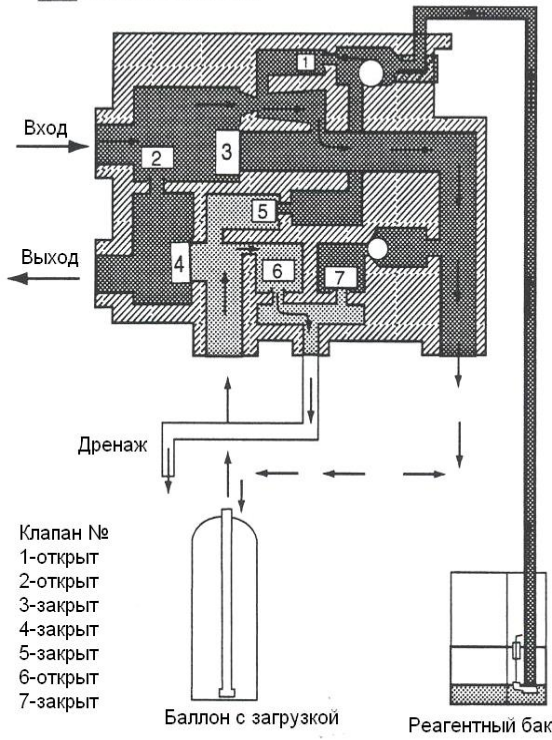 1
Вход
2
3
5
Выход
4
6
7
Дренаж
Клапан №
1-открыт
2-открыт
3-закрыт
4-закрыт
5-закрыт
6-открыт
7-закрыт
Баллон с загрузкой
Реагентный бак